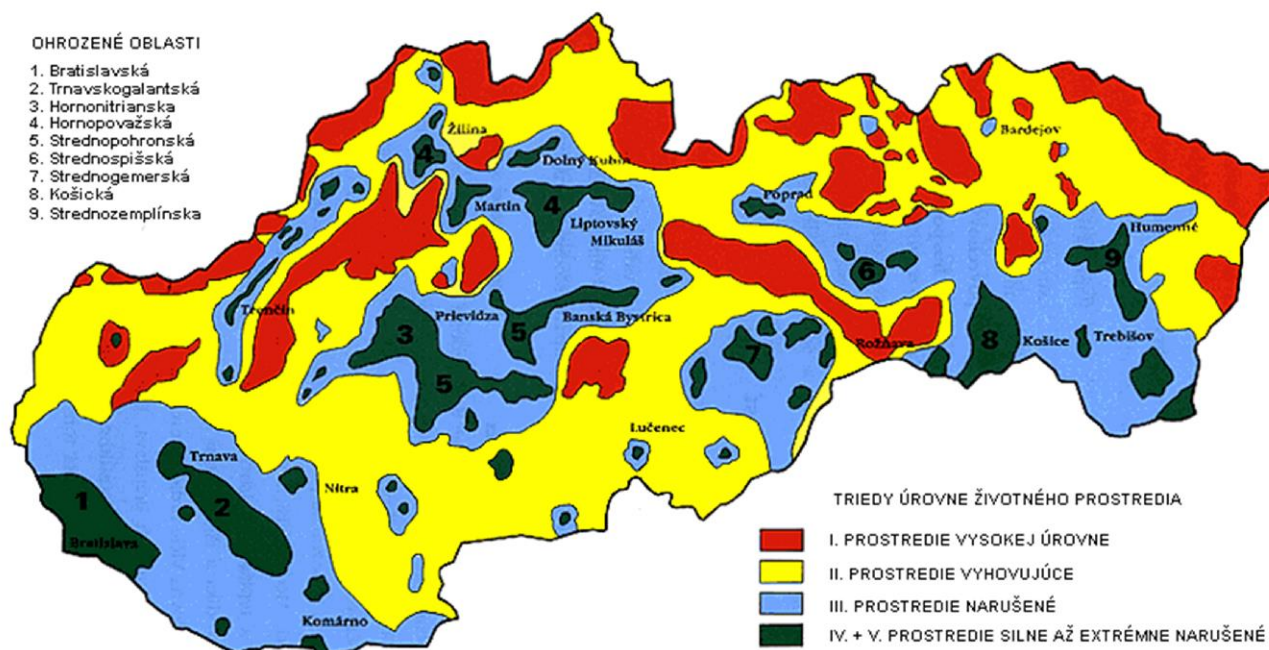 OHROZENÉ OBLASTI
1. Bratislavská
2. Trnavskogalantská
3. Hornonitrianska
4. Hornopovažská
5. Strednopohronská
6. Strednospišská
7. Strednogemerská
8. Košická
9. Strednozemplínska
Žilina
Bardejov
4
Dolný Kubín
Poprad
Martin
4
Liptovský
Mikuláš
Humenné
9
6
Trenčín
Prievidza
Banská Bystrica
3
5
Rožňava
8
Košice
Trebišov
7
5
Lučenec
Trnava
Nitra
1
2
Bratislava
Komárno
TRIEDY ÚROVNE ŽIVOTNÉHO PROSTREDIA
I. PROSTREDIE VYSOKEJ ÚROVNE
II. PROSTREDIE VYHOVUJÚCE
III. PROSTREDIE NARUŠENÉ
IV. + V. PROSTREDIE SILNE AŽ EXTRÉMNE NARUŠENÉ